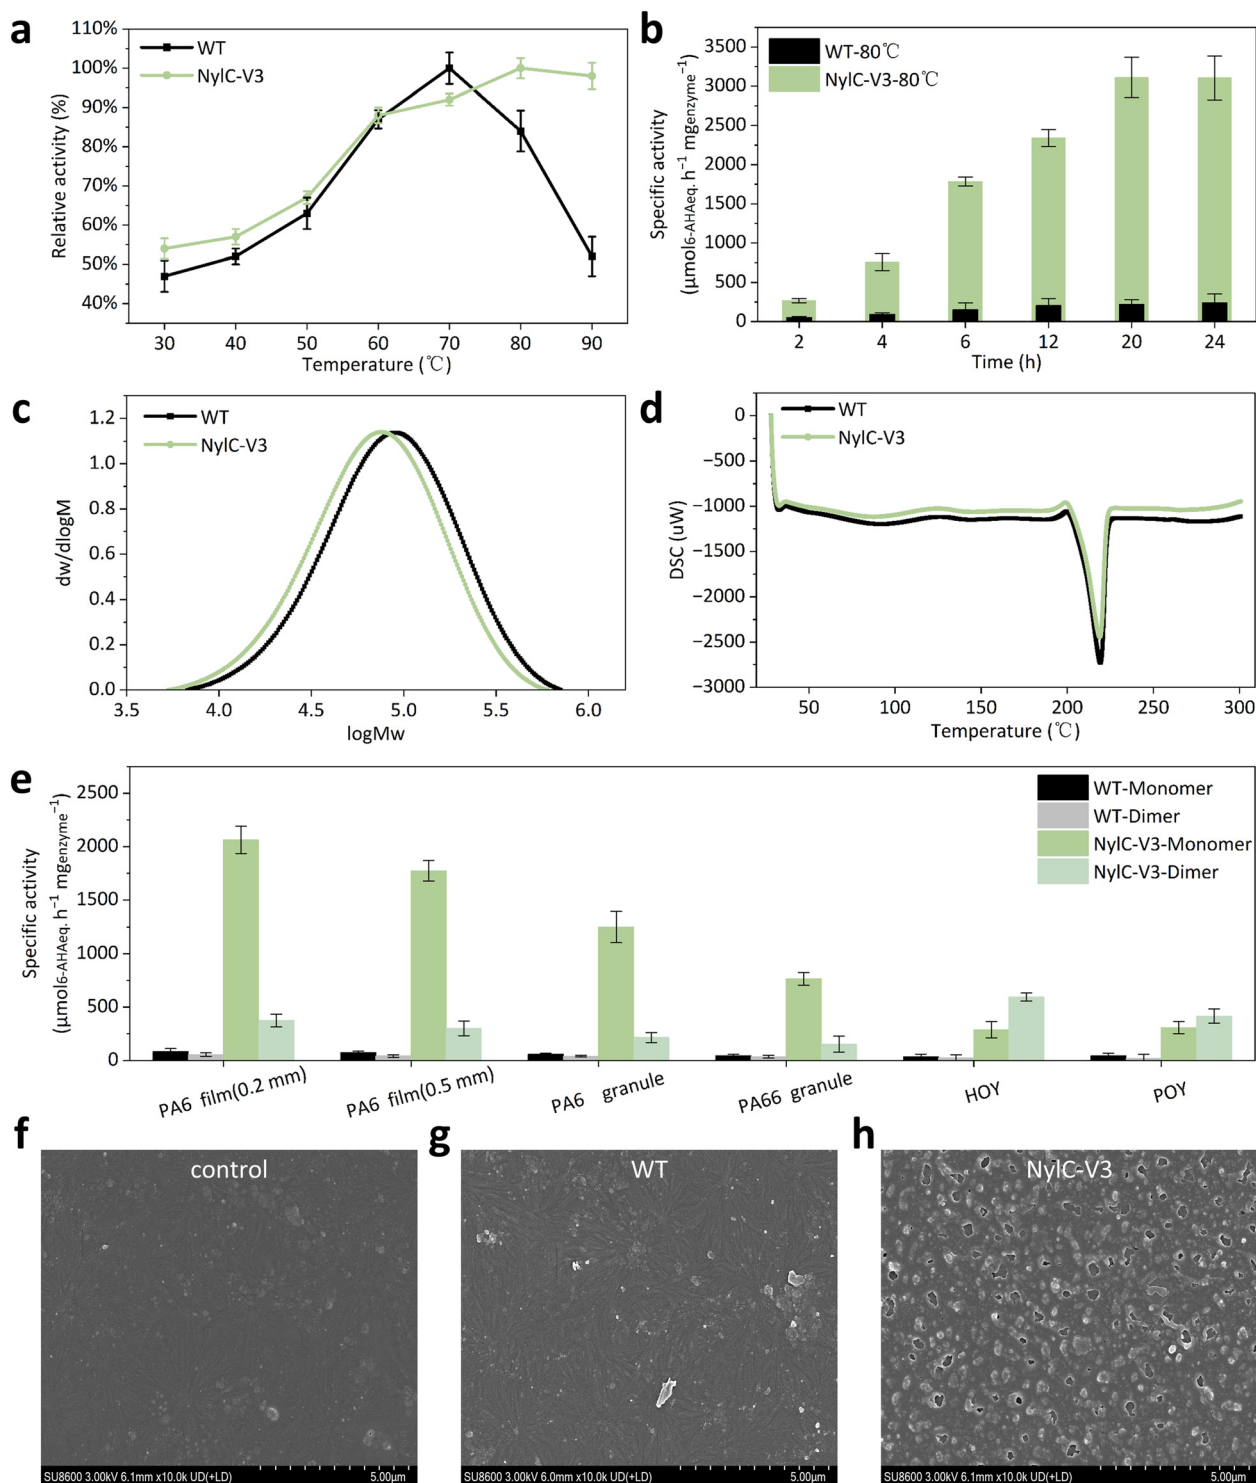 a
110%
100%
90%
80%
70%
60%
50%
40%
Relative activity (%)
WT
NylC-V3
30 40 50 60 70 80 90
Temperature (℃)
b
3500
3000
2500
2000
1500
1000
500
0
Specific activity
(μmol6-AHAeq. h⁻¹ mgenzyme⁻¹)
WT-80℃
NylC-V3-80℃
2 4 6 12 20 24
Time (h)
c
1.2
1.0
0.8
0.6
0.4
0.2
0.0
dw/dlogM
WT
NylC-V3
3.5 4.0 4.5 5.0 5.5 6.0
logMw
d
0
−500
−1000
−1500
−2000
−2500
−3000
DSC (uW)
WT
NylC-V3
50 100 150 200 250 300
Temperature (℃)
e
2500
2000
1500
1000
500
0
Specific activity
(μmol6-AHAeq. h⁻¹ mgenzyme⁻¹)
WT-Monomer
WT-Dimer
NylC-V3-Monomer
NylC-V3-Dimer
PA6 film(0.2 mm)
PA6 film(0.5 mm)
PA6 granule
PA66 granule
HOY
POY
f
control
SU8600 3.00kV 6.1mm x10.0k UD(+LD) 5.00μm
g
WT
SU8600 3.00kV 6.0mm x10.0k UD(+LD) 5.00μm
h
NylC-V3
SU8600 3.00kV 6.1mm x10.0k UD(+LD) 5.00μm